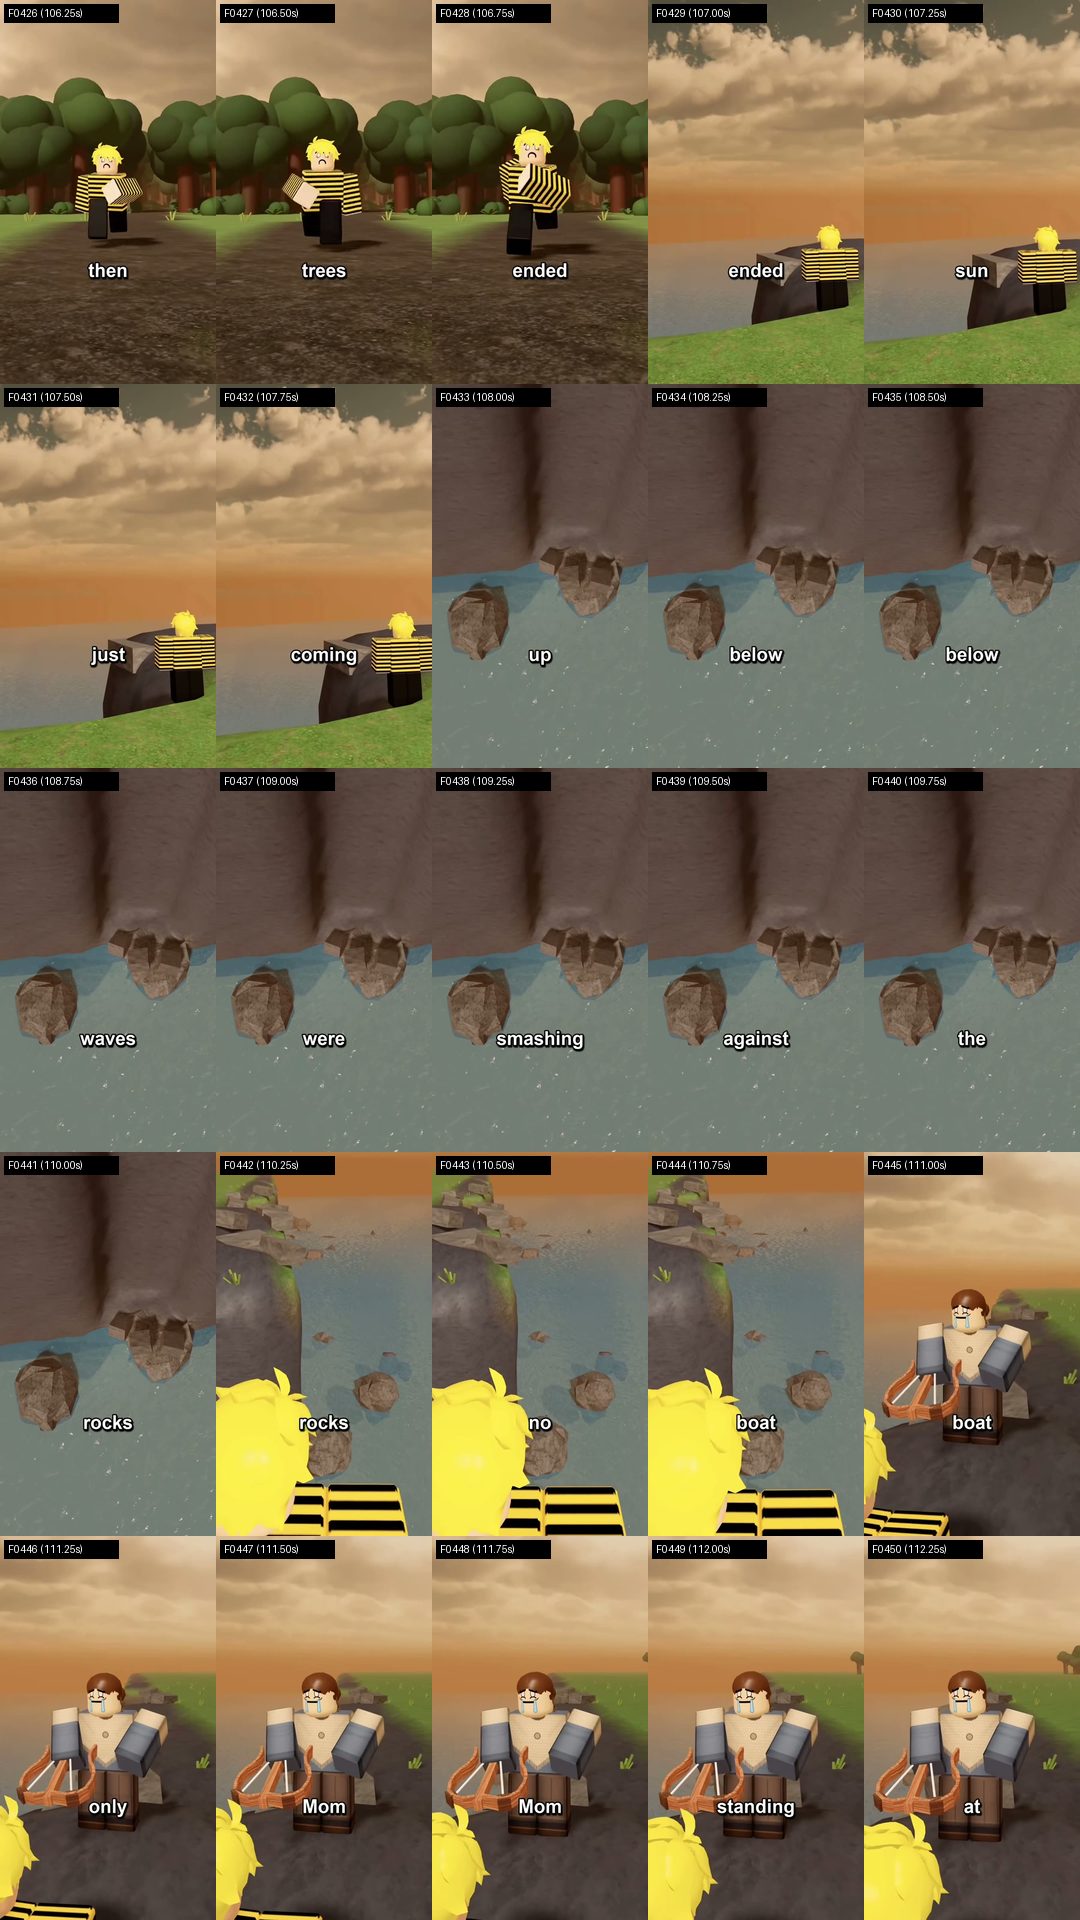 F0426 (106.25s)
then
F0427 (106.50s)
trees
F0428 (106.75s)
ended
F0429 (107.00s)
ended
F0430 (107.25s)
sun
F0431 (107.50s)
just
F0432 (107.75s)
coming
F0433 (108.00s)
up
F0434 (108.25s)
below
F0435 (108.50s)
below
F0436 (108.75s)
waves
F0437 (109.00s)
were
F0438 (109.25s)
smashing
F0439 (109.50s)
against
F0440 (109.75s)
the
F0441 (110.00s)
rocks
F0442 (110.25s)
rocks
F0443 (110.50s)
no
F0444 (110.75s)
boat
F0445 (111.00s)
boat
F0446 (111.25s)
only
F0447 (111.50s)
Mom
F0448 (111.75s)
Mom
F0449 (112.00s)
standing
F0450 (112.25s)
at